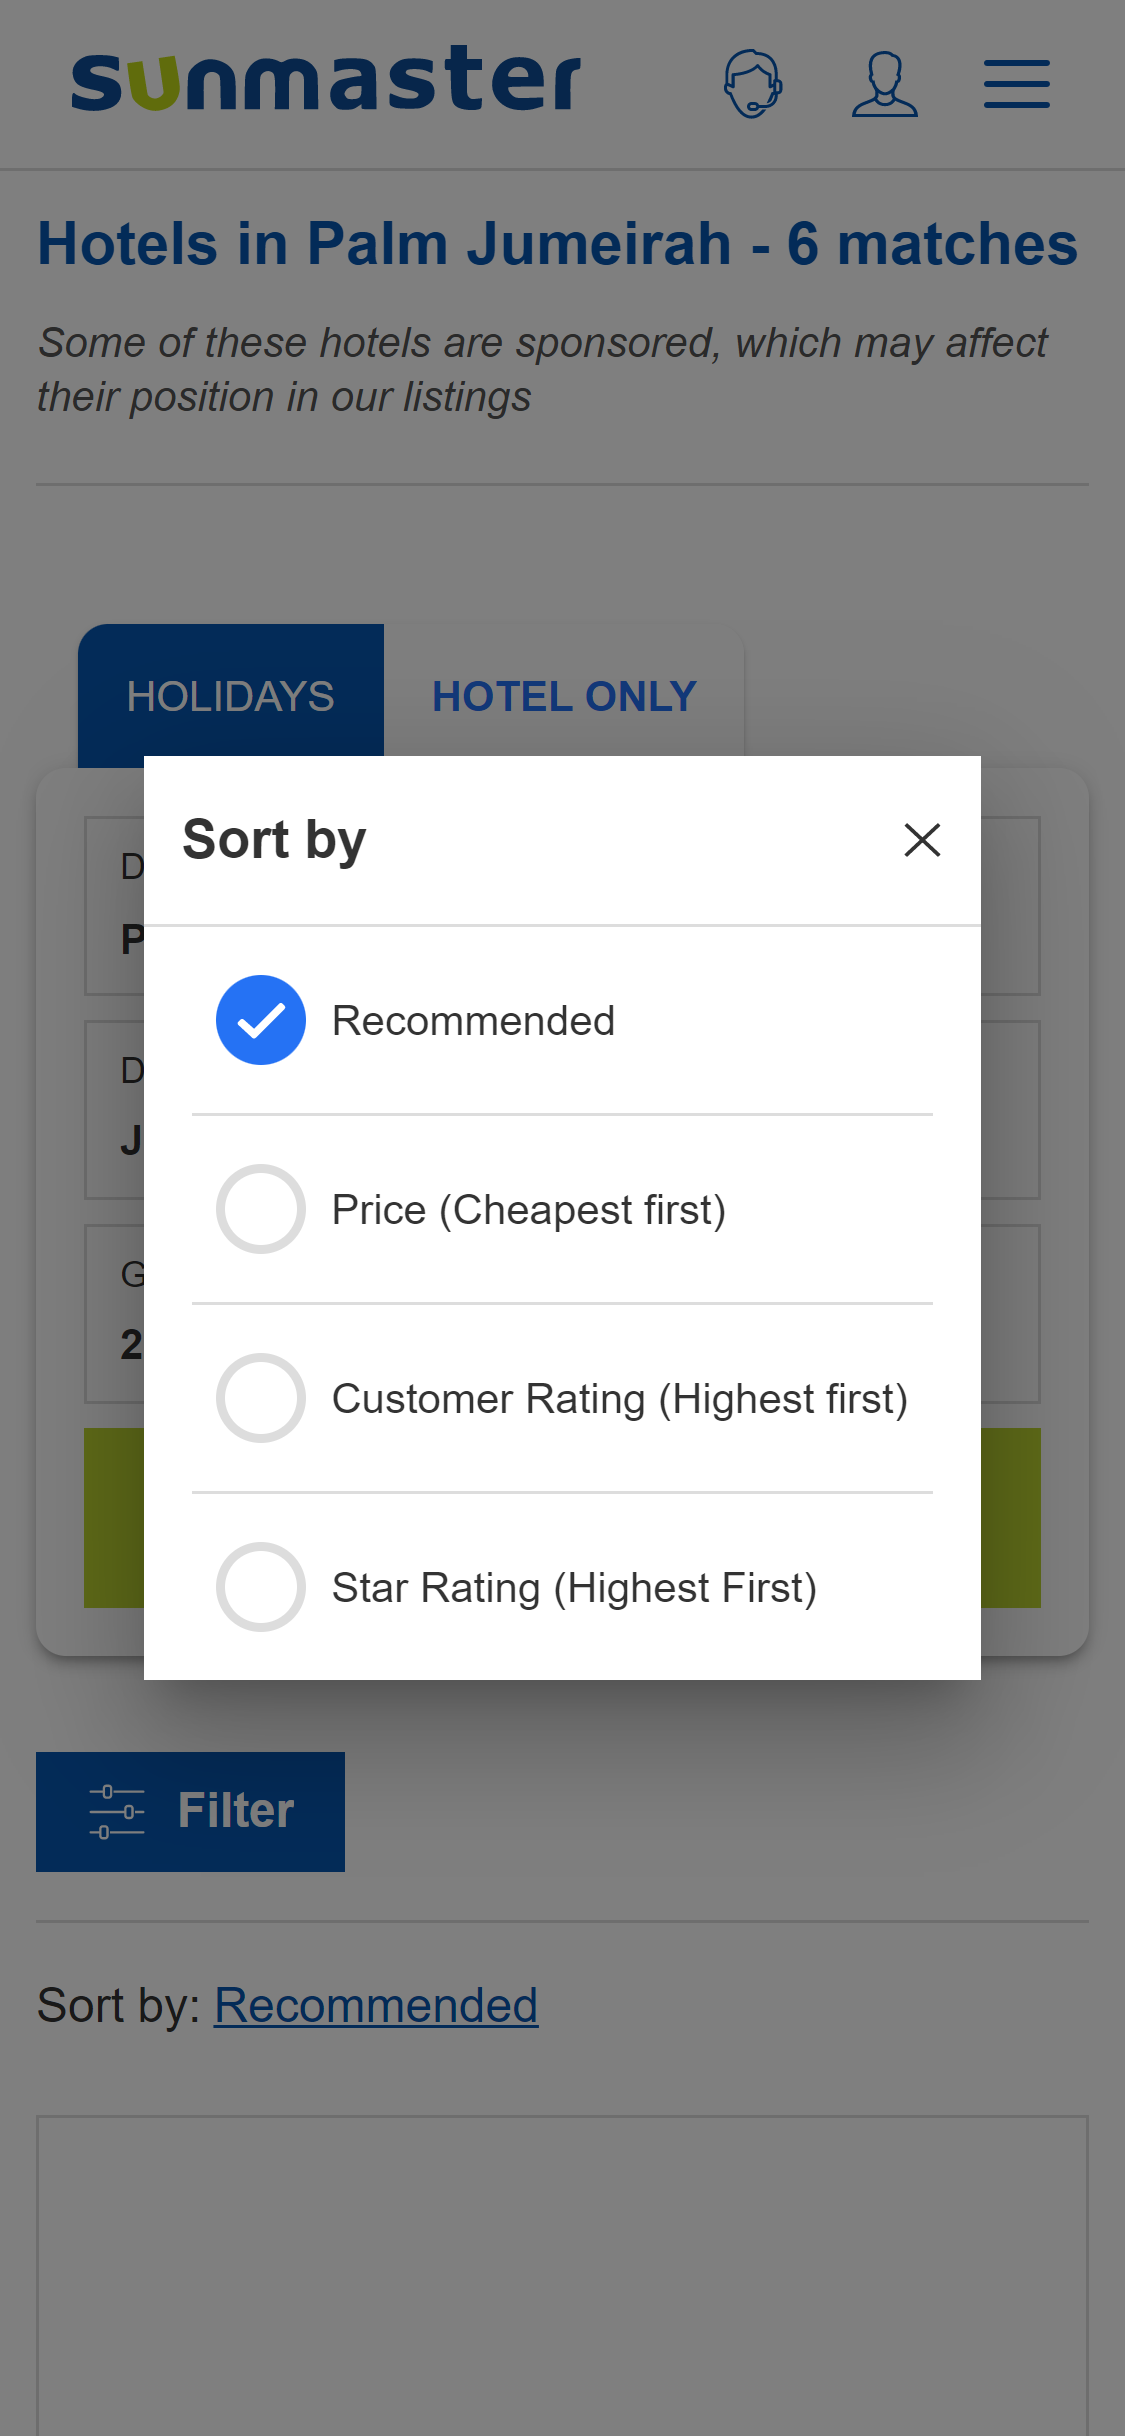 sunmaster
Hotels in Palm Jumeirah - 6 matches
Some of these hotels are sponsored, which may affect
their position in our listings
HOLIDAYS
HOTEL ONLY
Sort by
Recommended
Price (Cheapest first)
Customer Rating (Highest first)
Star Rating (Highest First)
Filter
Sort by: Recommended